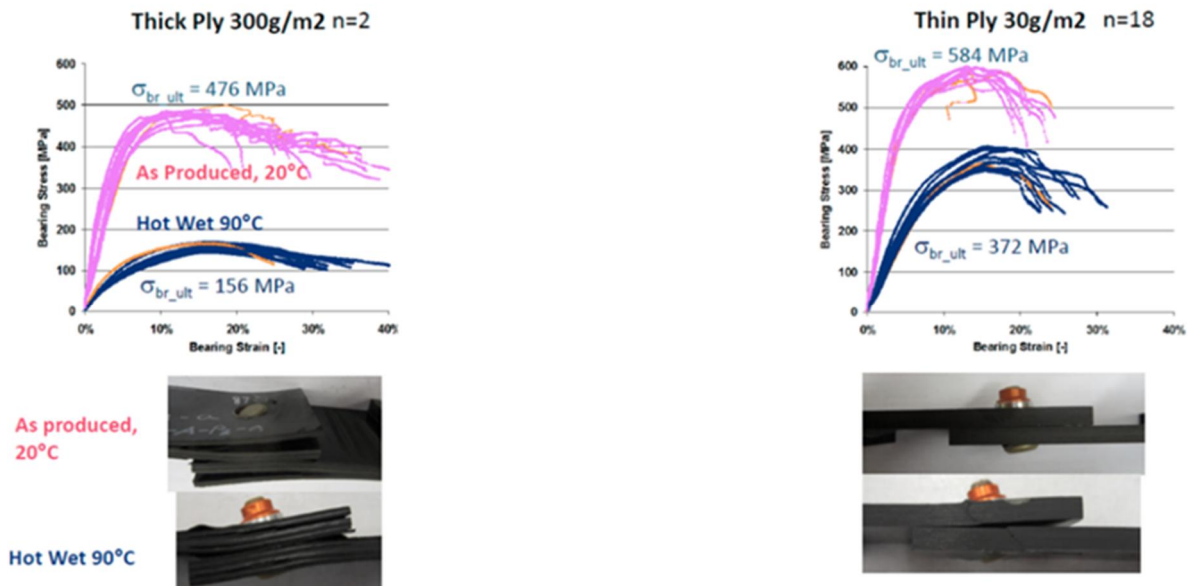 Thick Ply 300g/m2 n=2
600
500
400
300
200
100
0
Bearing Stress [MPa]
σbr_ult = 476 MPa
As Produced, 20°C
Hot Wet 90°C
σbr_ult = 156 MPa
0% 10% 20% 30% 40%
Bearing Strain [-]
Thin Ply 30g/m2 n=18
600
500
400
300
200
100
0
Bearing Stress [MPa]
σbr_ult = 584 MPa
σbr_ult = 372 MPa
0% 10% 20% 30% 40%
Bearing Strain [-]
As produced,
20°C
Hot Wet 90°C